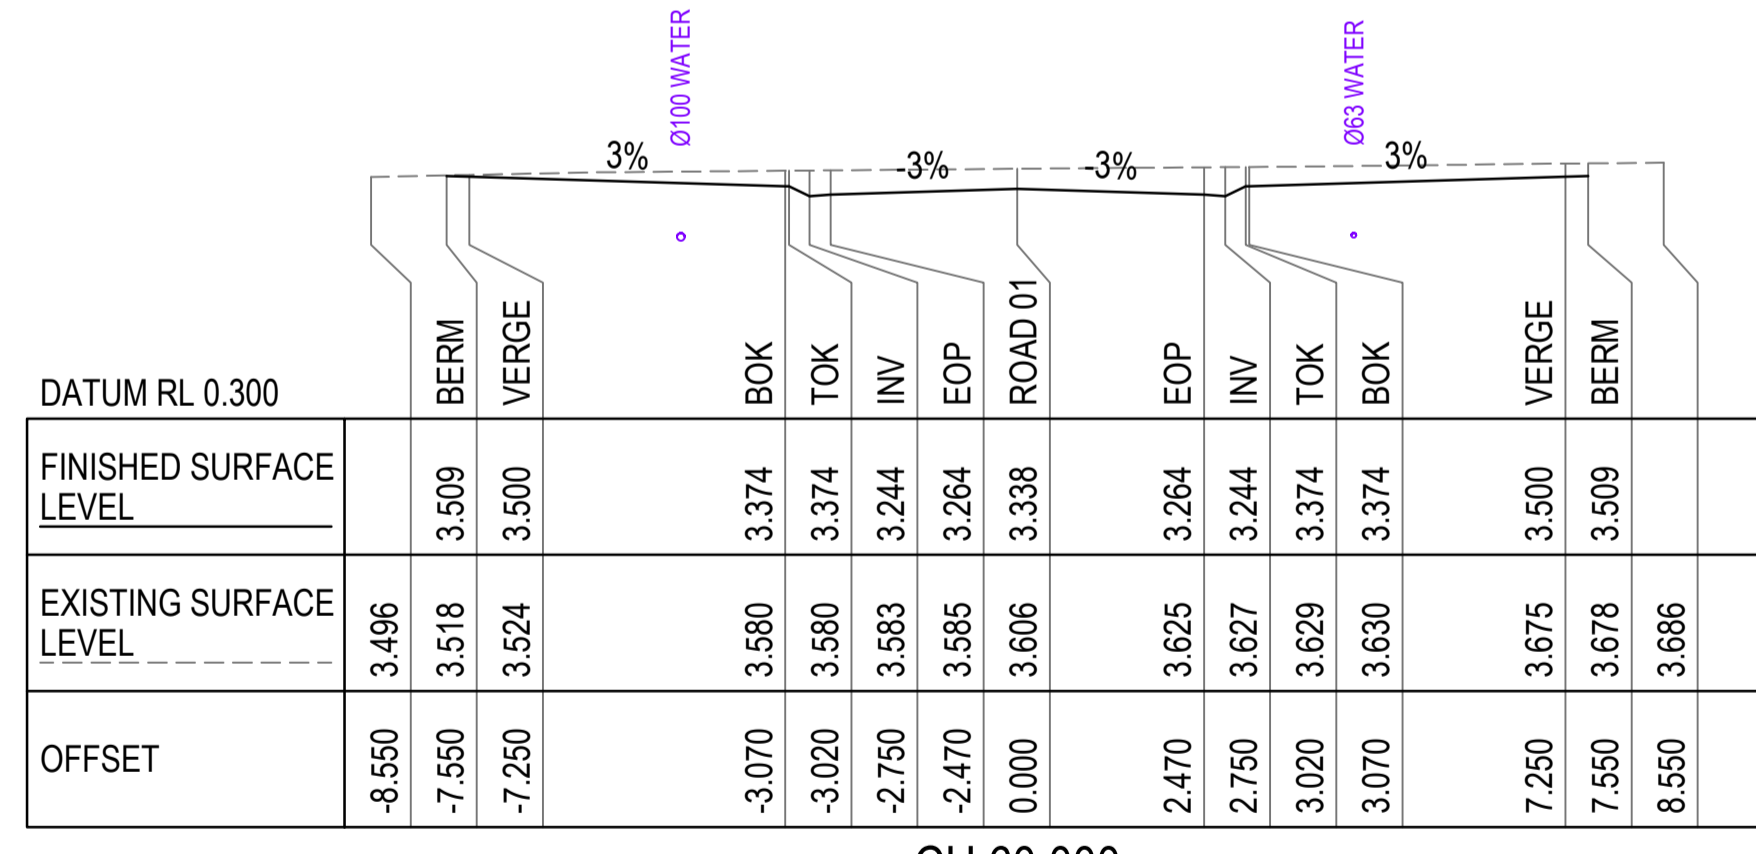 Ø100 WATER
Ø63 WATER
3%
-3%
-3%
3%
DATUM RL 0.300
BERM
VERGE
BOK
TOK
INV
EOP
ROAD 01
EOP
INV
TOK
BOK
VERGE
BERM
FINISHED SURFACE
LEVEL
3.509
3.500
3.374
3.374
3.244
3.264
3.338
3.264
3.244
3.374
3.374
3.500
3.509
EXISTING SURFACE
LEVEL
3.496
3.518
3.524
3.580
3.580
3.583
3.585
3.606
3.625
3.627
3.629
3.630
3.675
3.678
3.686
OFFSET
-8.550
-7.550
-7.250
-3.070
-3.020
-2.750
-2.470
0.000
2.470
2.750
3.020
3.070
7.250
7.550
8.550